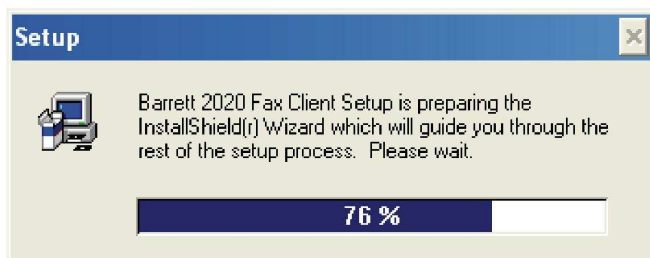 Setup
Barrett 2020 Fax Client Setup is preparing the
InstallShield(r) Wizard which will guide you through the
rest of the setup process.  Please wait.
76 %